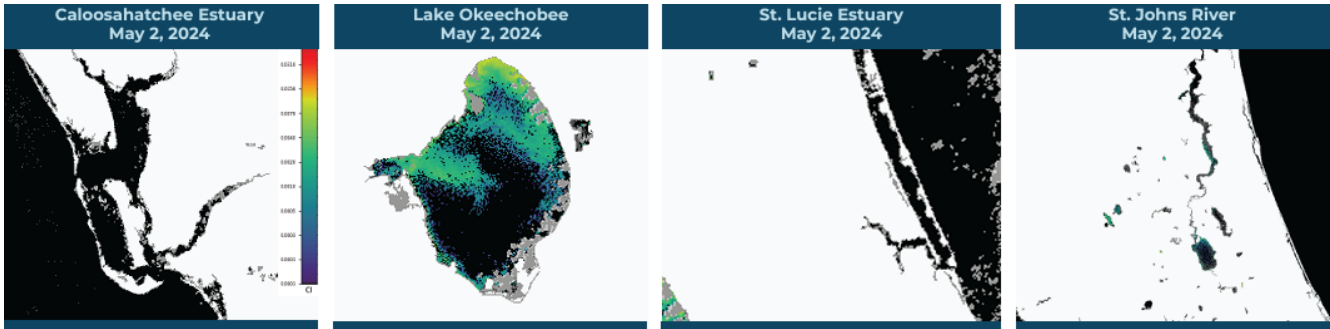 Caloosahatchee Estuary
May 2, 2024
Lake Okeechobee
May 2, 2024
St. Lucie Estuary
May 2, 2024
St. Johns River
May 2, 2024
CI